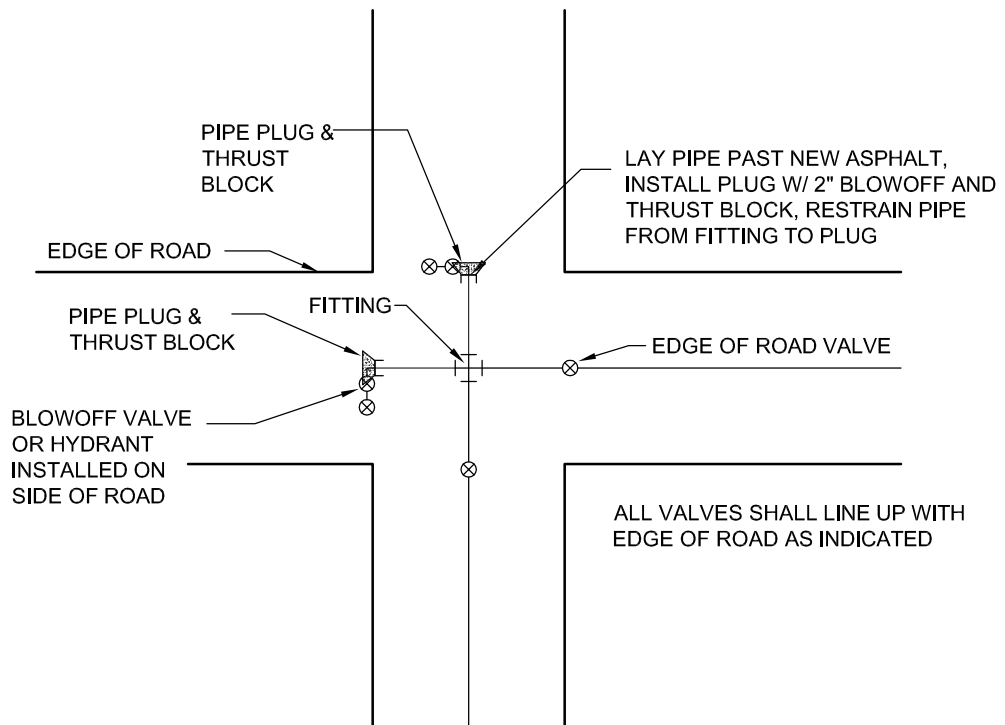 PIPE PLUG &
THRUST
BLOCK
LAY PIPE PAST NEW ASPHALT,
INSTALL PLUG W/ 2" BLOWOFF AND
THRUST BLOCK, RESTRAIN PIPE
FROM FITTING TO PLUG
EDGE OF ROAD
FITTING
PIPE PLUG &
THRUST BLOCK
EDGE OF ROAD VALVE
BLOWOFF VALVE
OR HYDRANT
INSTALLED ON
SIDE OF ROAD
ALL VALVES SHALL LINE UP WITH
EDGE OF ROAD AS INDICATED